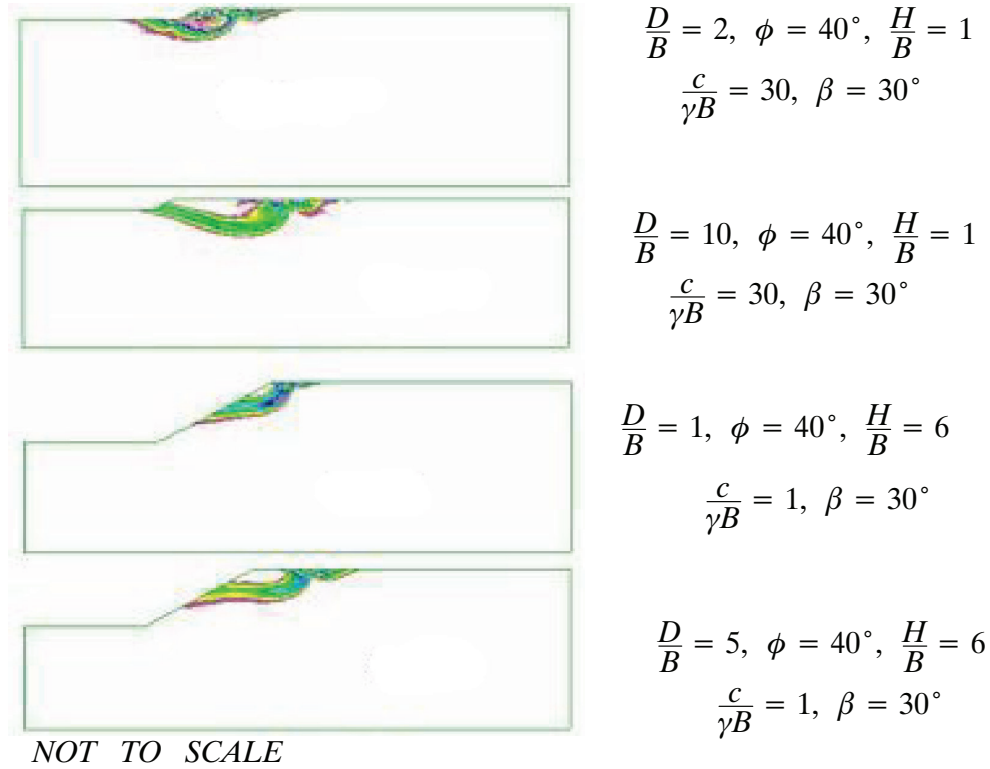 D/B = 2, ϕ = 40°, H/B = 1
c/γB = 30, β = 30°
D/B = 10, ϕ = 40°, H/B = 1
c/γB = 30, β = 30°
D/B = 1, ϕ = 40°, H/B = 6
c/γB = 1, β = 30°
D/B = 5, ϕ = 40°, H/B = 6
c/γB = 1, β = 30°
NOT TO SCALE